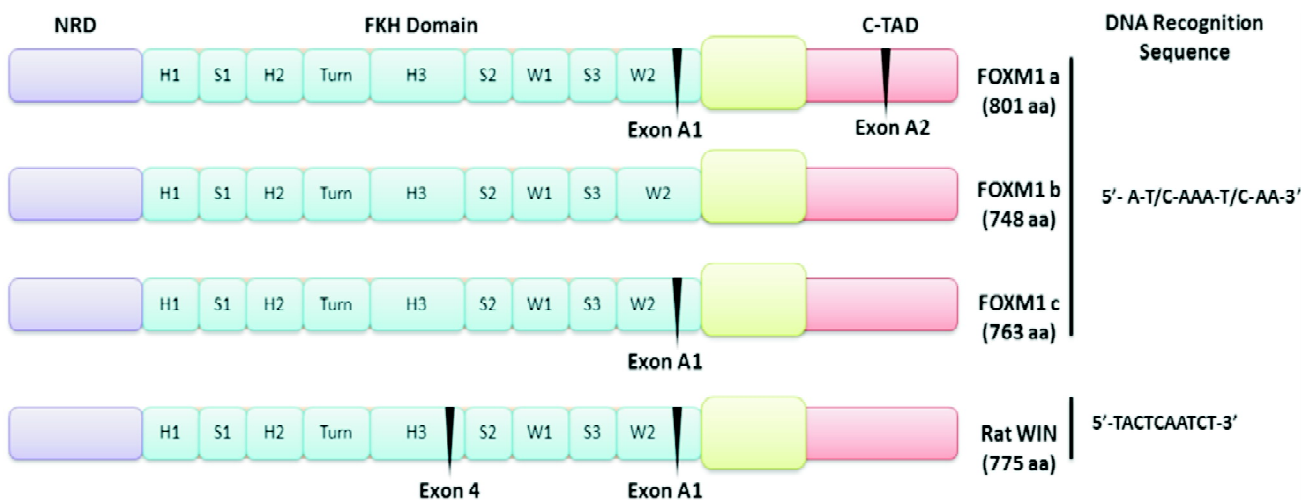 NRD FKH Domain C-TAD DNA Recognition
Sequence
H1 S1 H2 Turn H3 S2 W1 S3 W2
FOXM1 a
(801 aa)
Exon A1 Exon A2
H1 S1 H2 Turn H3 S2 W1 S3 W2
FOXM1 b
(748 aa)
5'- A-T/C-AAA-T/C-AA-3'
H1 S1 H2 Turn H3 S2 W1 S3 W2
FOXM1 c
(763 aa)
Exon A1
H1 S1 H2 Turn H3 S2 W1 S3 W2
Rat WIN
(775 aa)
5'-TACTCAATCT-3'
Exon 4 Exon A1